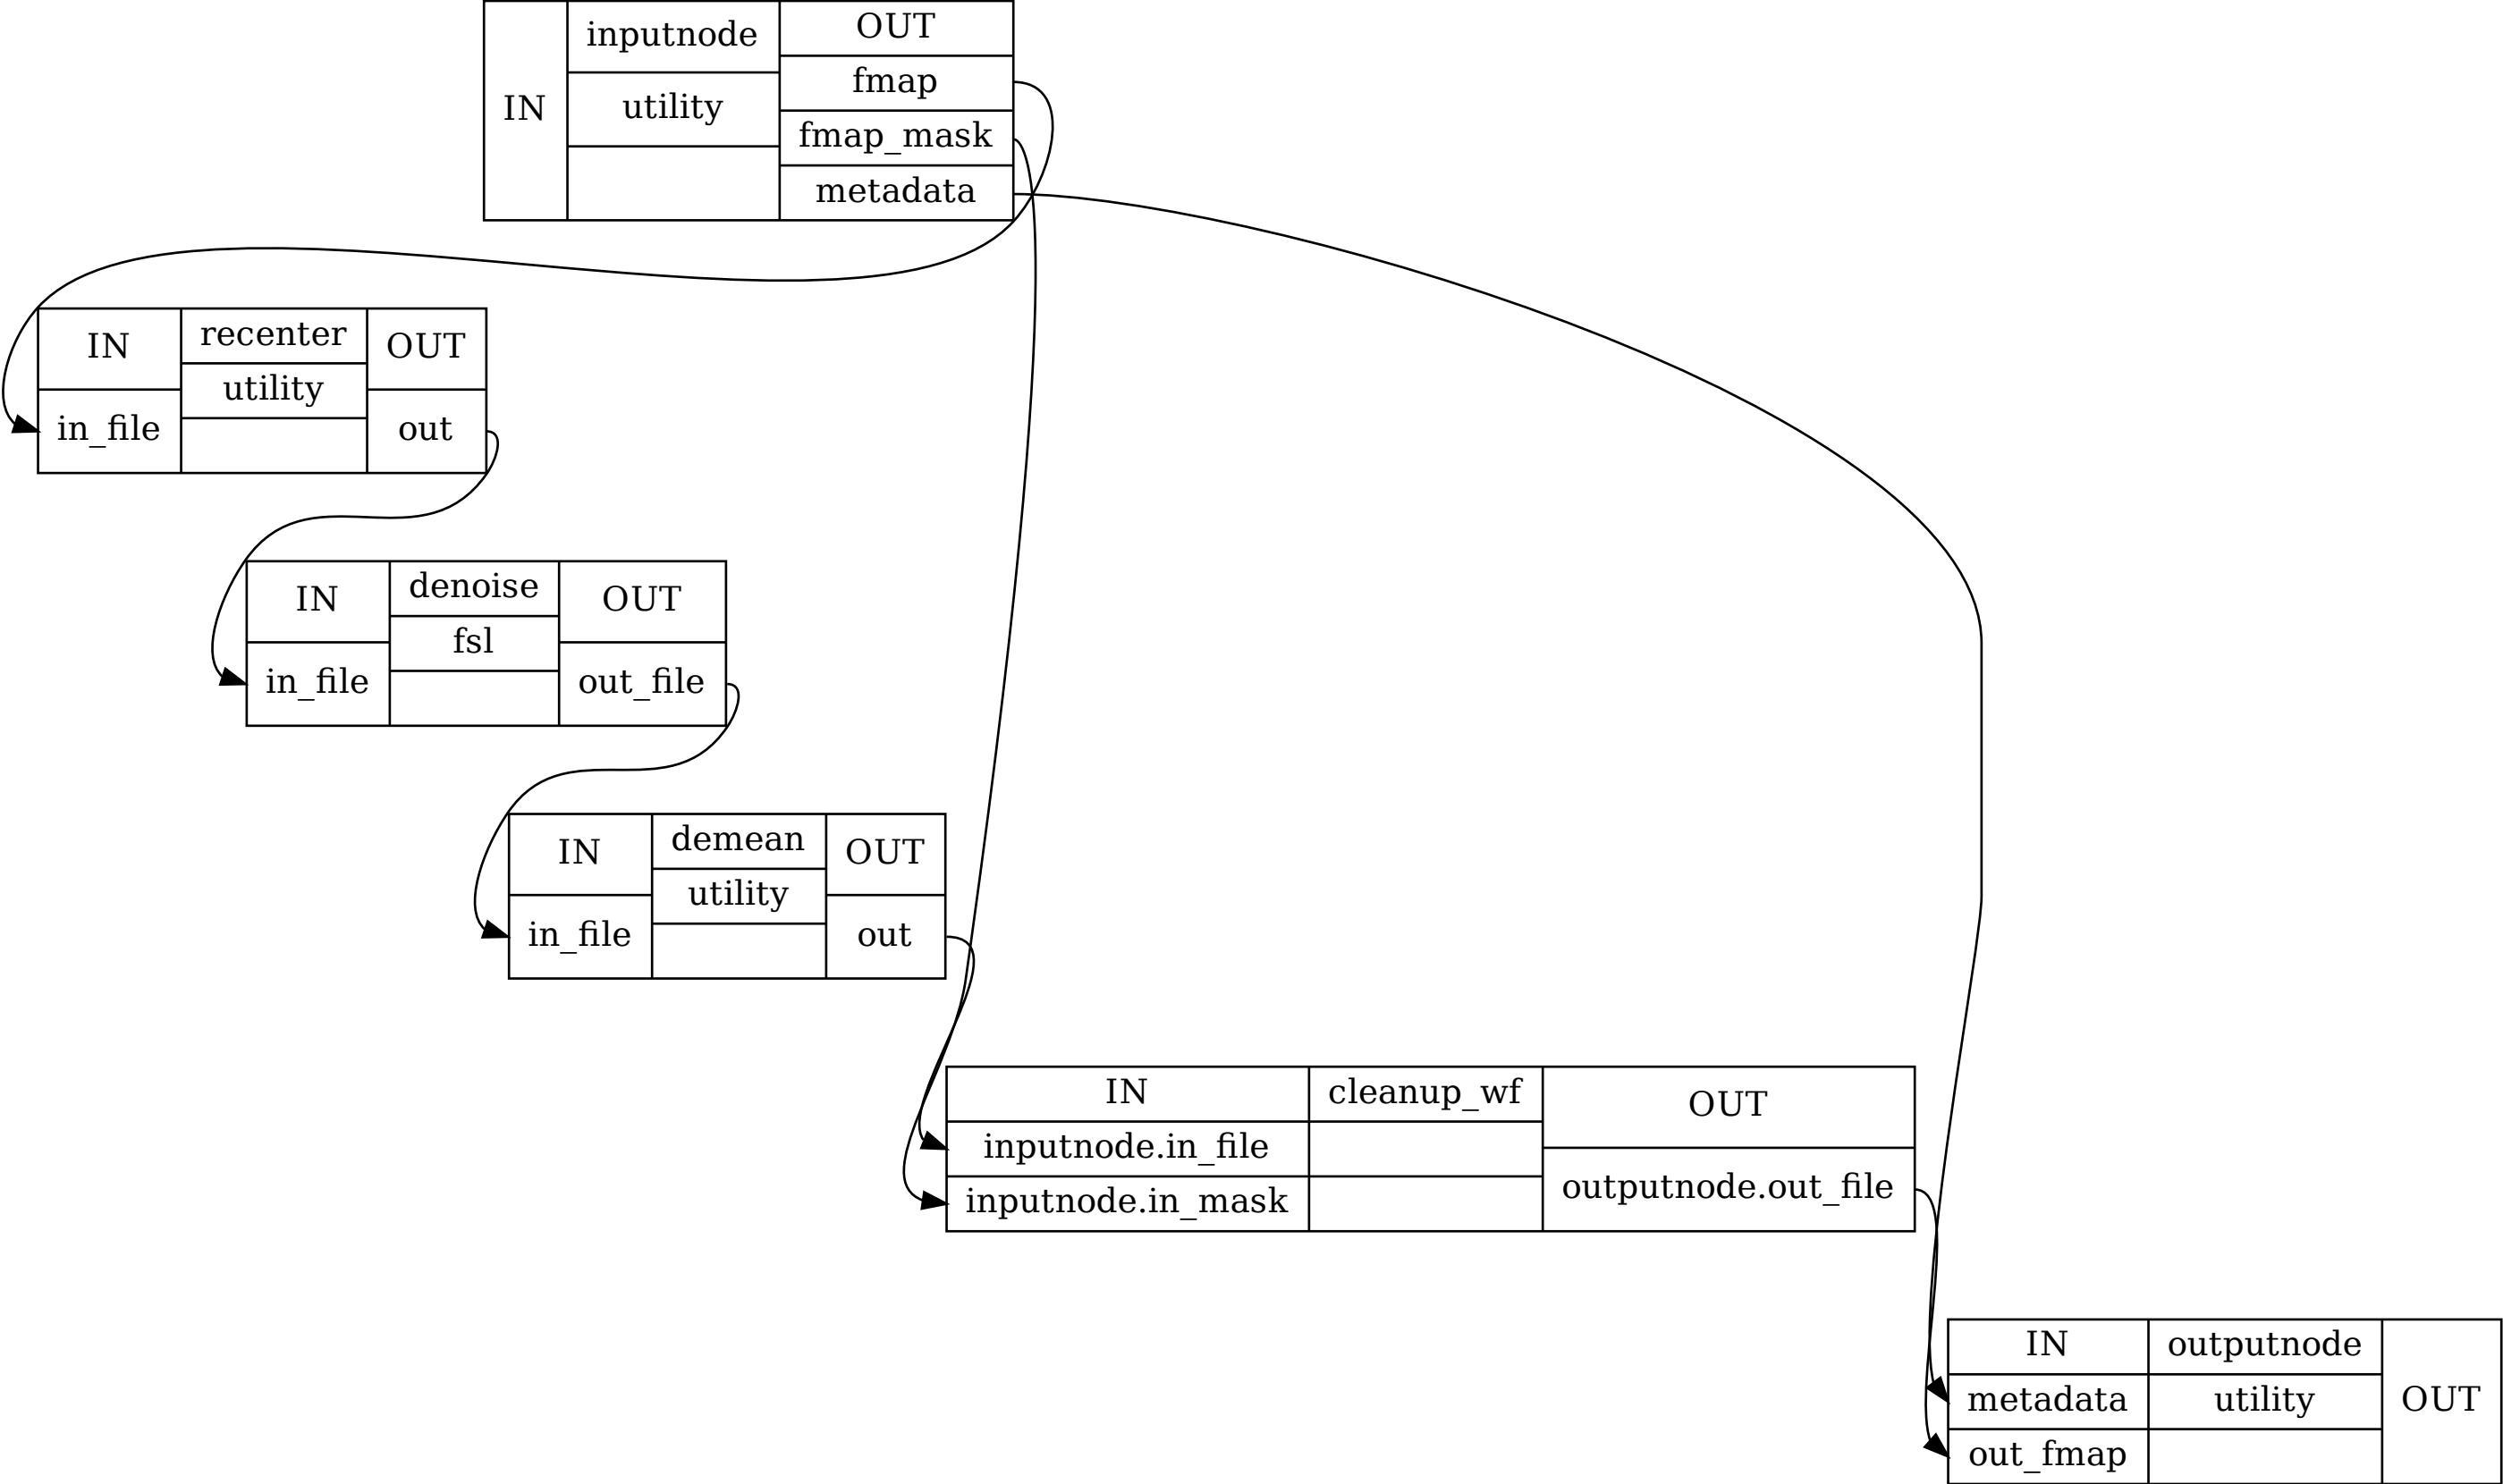 IN
inputnode
utility
OUT
fmap
fmap_mask
metadata
IN
in_file
recenter
utility
OUT
out
IN
in_file
denoise
fsl
OUT
out_file
IN
in_file
demean
utility
OUT
out
IN
inputnode.in_file
inputnode.in_mask
cleanup_wf
OUT
outputnode.out_file
IN
metadata
out_fmap
outputnode
utility
OUT